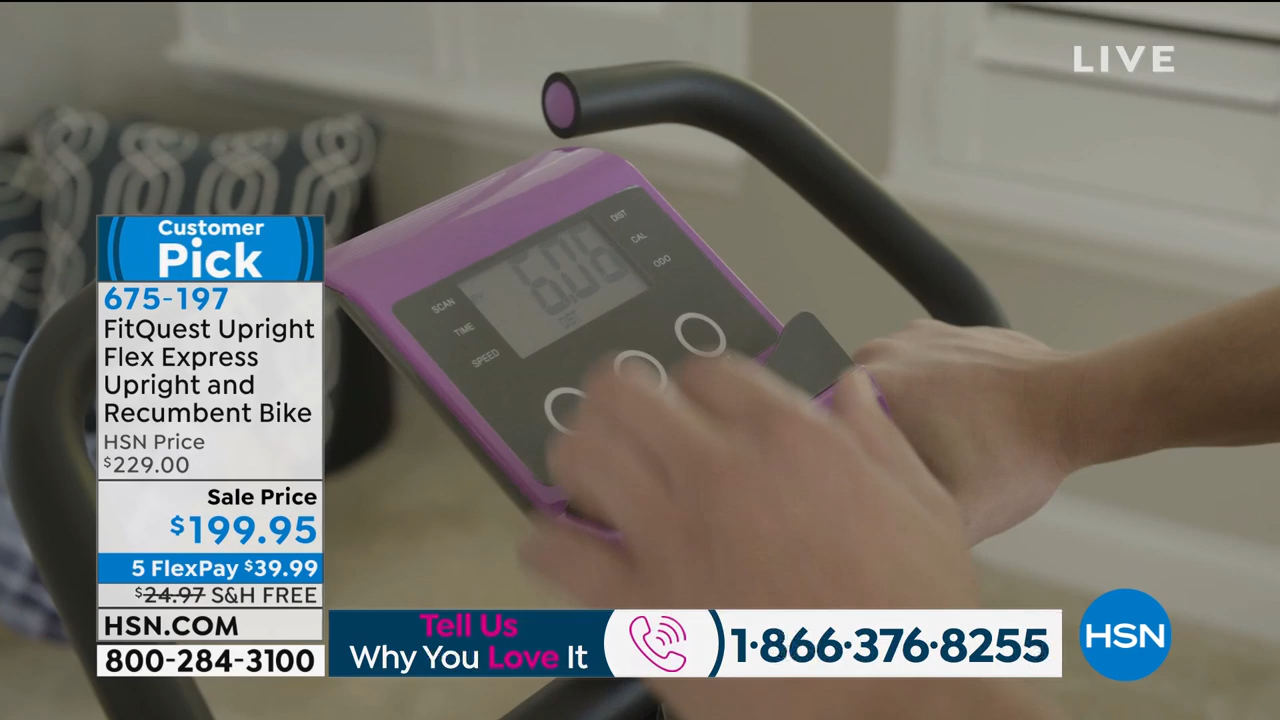 LIVE
Customer
Pick
675-197
FitQuest Upright
Flex Express
Upright and
Recumbent Bike
HSN Price
$229.00
Sale Price
$199.95
5 FlexPay $39.99
$24.97 S&H FREE
HSN.COM
800-284-3100
SCAN
TIME
SPEED
DIST
CAL
ODO
Tell Us
Why You Love It
1·866·376·8255
HSN